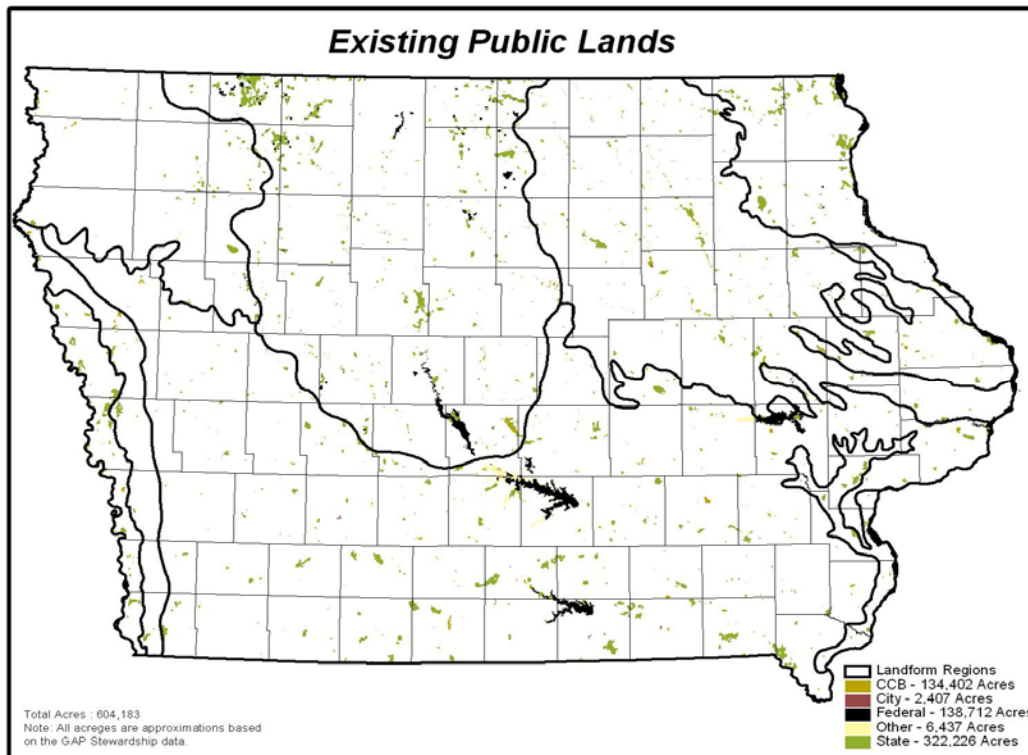 Existing Public Lands
Landform Regions
CCB - 134,402 Acres
City - 2,407 Acres
Federal - 138,712 Acres
Other - 6,437 Acres
State - 322,226 Acres
Total Acres : 604,183
Note: All acreges are approximations based
on the GAP Stewardship data.